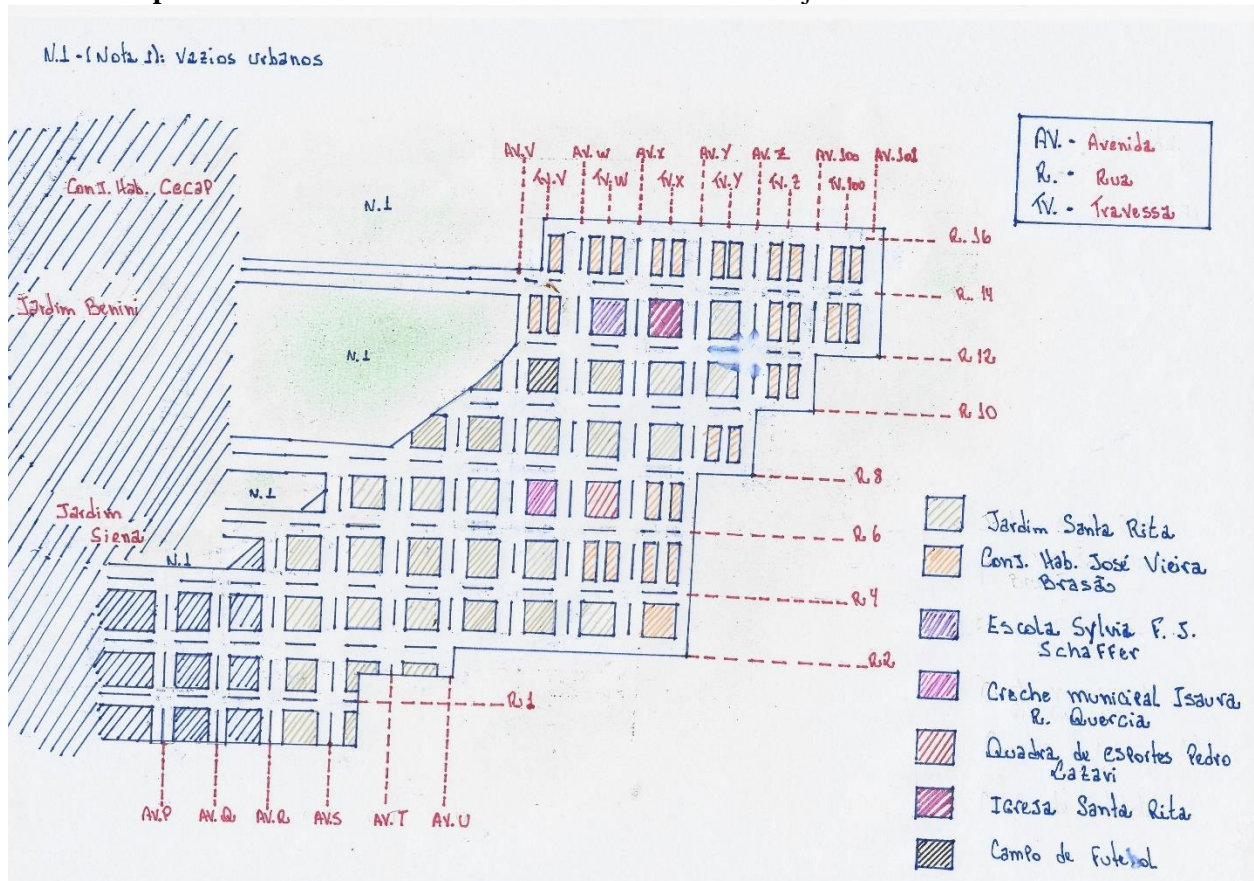 N.1 - (Nota 1): Vazios urbanos
AV. - Avenida
R. - Rua
TV. - Travessa
AV.V AV.W AV.X AV.Y AV.Z AV.100 AV.101
TV.V TV.W TV.X TV.Y TV.Z TV.100
Conj. Hab. Cecap
N.1
R. 16
R. 14
Jardim Benini
N.1
R 12
R 10
R 8
N.1
Jardim
Siena
R 6
N.1
R 4
R 2
R 1
AV.P AV.Q AV.R AV.S AV.T AV.U
Jardim Santa Rita
Conj. Hab. José Vieira
Brasão
Escola Sylvia F. J.
Schaffer
Creche municipal Isaura
R. Quercia
Quadra de esportes Pedro
Igreja Santa Rita
Campo de Futebol